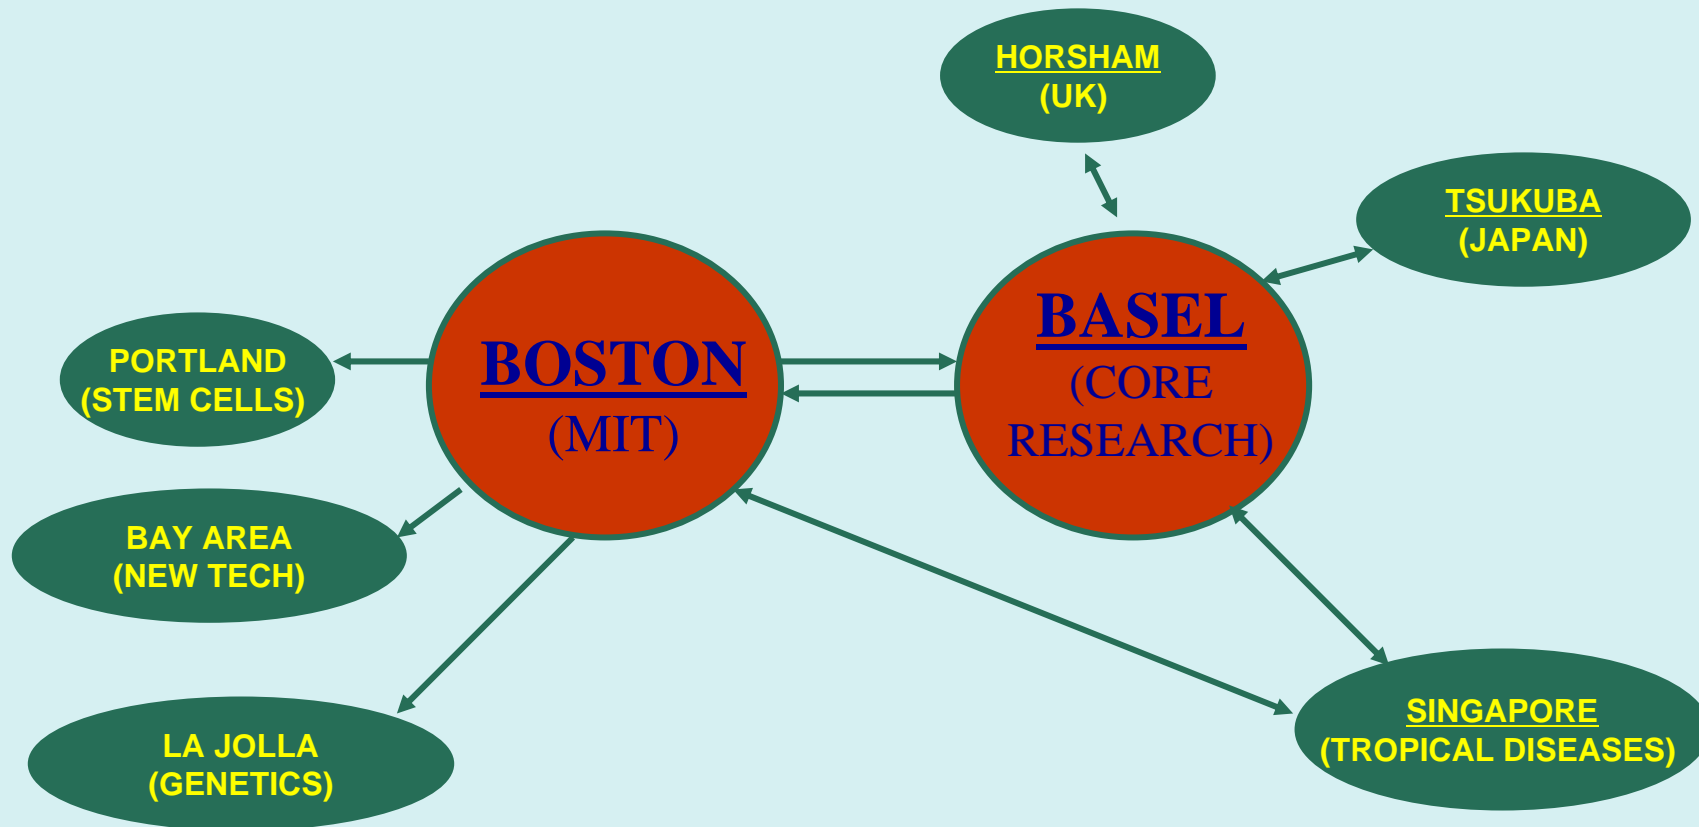 HORSHAM
(UK)
TSUKUBA
(JAPAN)
BOSTON
(MIT)
BASEL
(CORE
RESEARCH)
PORTLAND
(STEM CELLS)
BAY AREA
(NEW TECH)
LA JOLLA
(GENETICS)
SINGAPORE
(TROPICAL DISEASES)